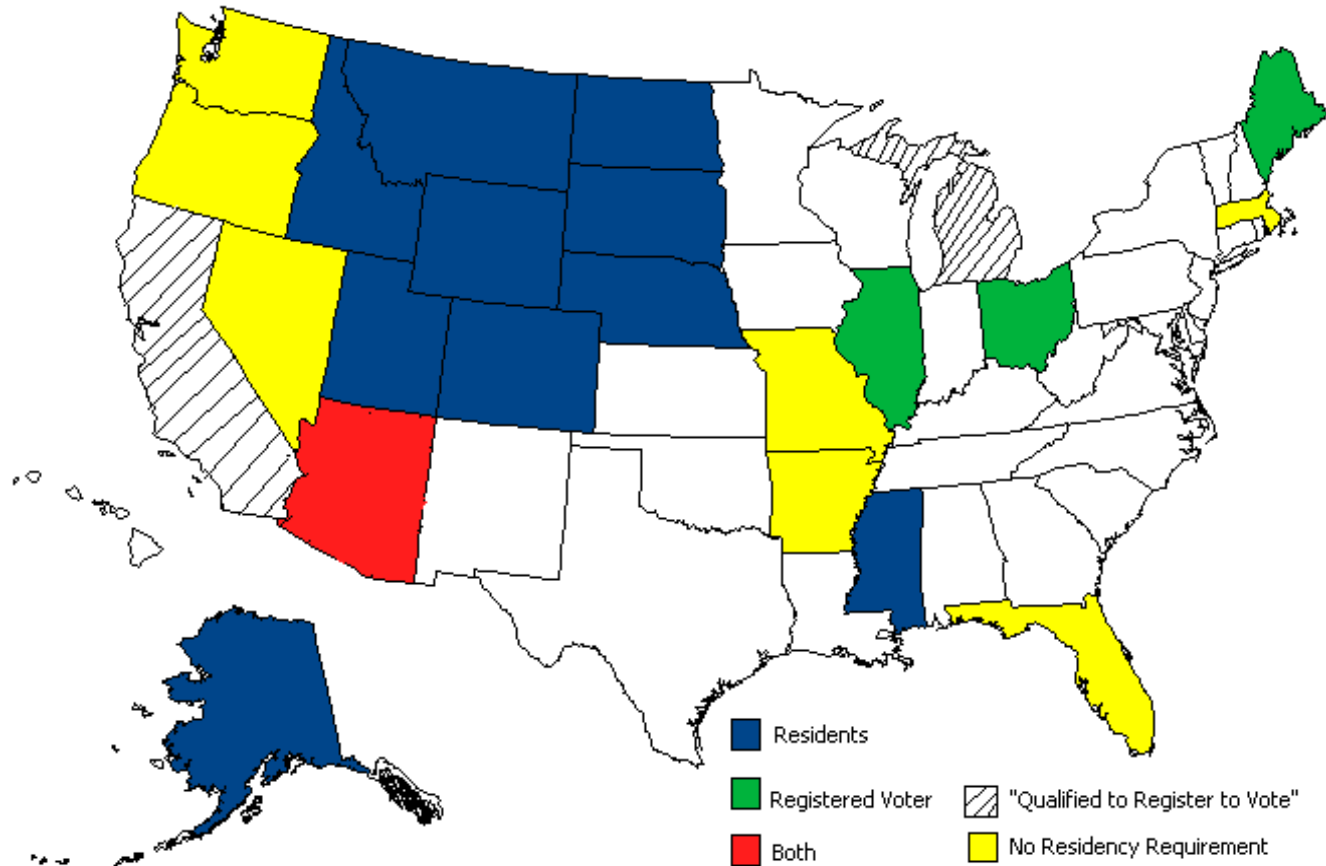 Residents
Registered Voter
"Qualified to Register to Vote"
Both
No Residency Requirement